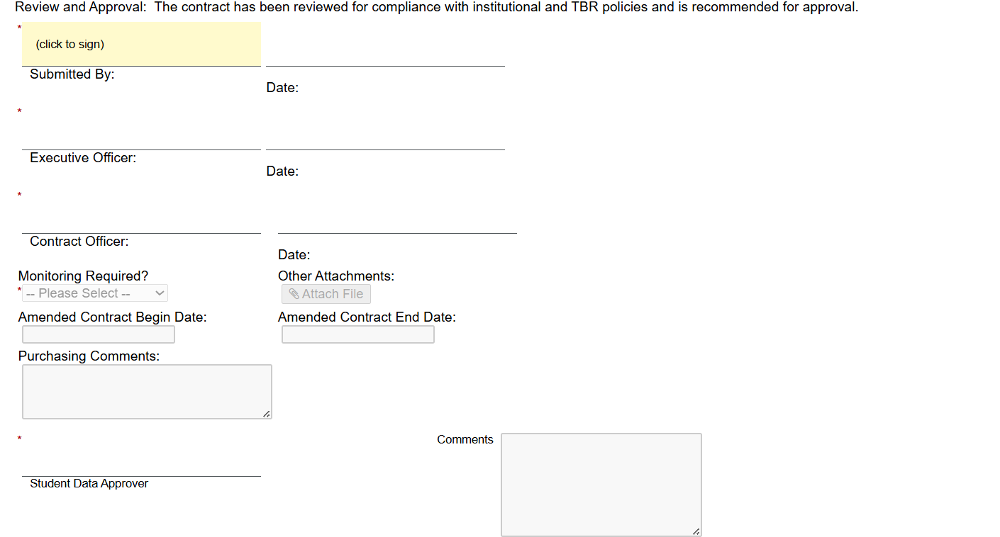 Review and Approval:  The contract has been reviewed for compliance with institutional and TBR policies and is recommended for approval.
*
(click to sign)
Submitted By:
Date:
*
Executive Officer:
Date:
*
Contract Officer:
Date:
Monitoring Required?
Other Attachments:
* -- Please Select --
Attach File
Amended Contract Begin Date:
Amended Contract End Date:
Purchasing Comments:
*
Comments
Student Data Approver